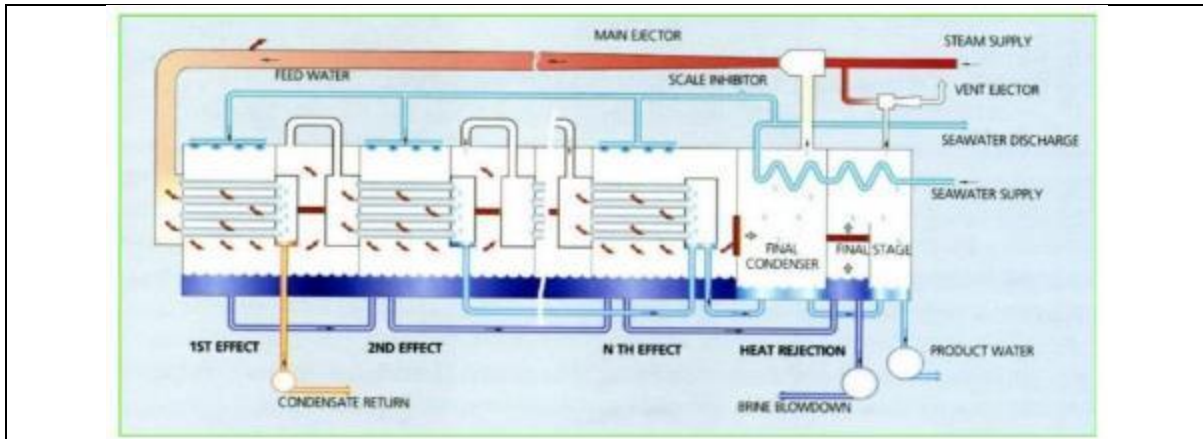 MAIN EJECTOR
STEAM SUPPLY
FEED WATER
SCALE INHIBITOR
VENT EJECTOR
SEAWATER DISCHARGE
SEAWATER SUPPLY
FINAL
CONDENSER
FINAL STAGE
1ST EFFECT
2ND EFFECT
N TH EFFECT
HEAT REJECTION
PRODUCT WATER
CONDENSATE RETURN
BRINE BLOWDOWN